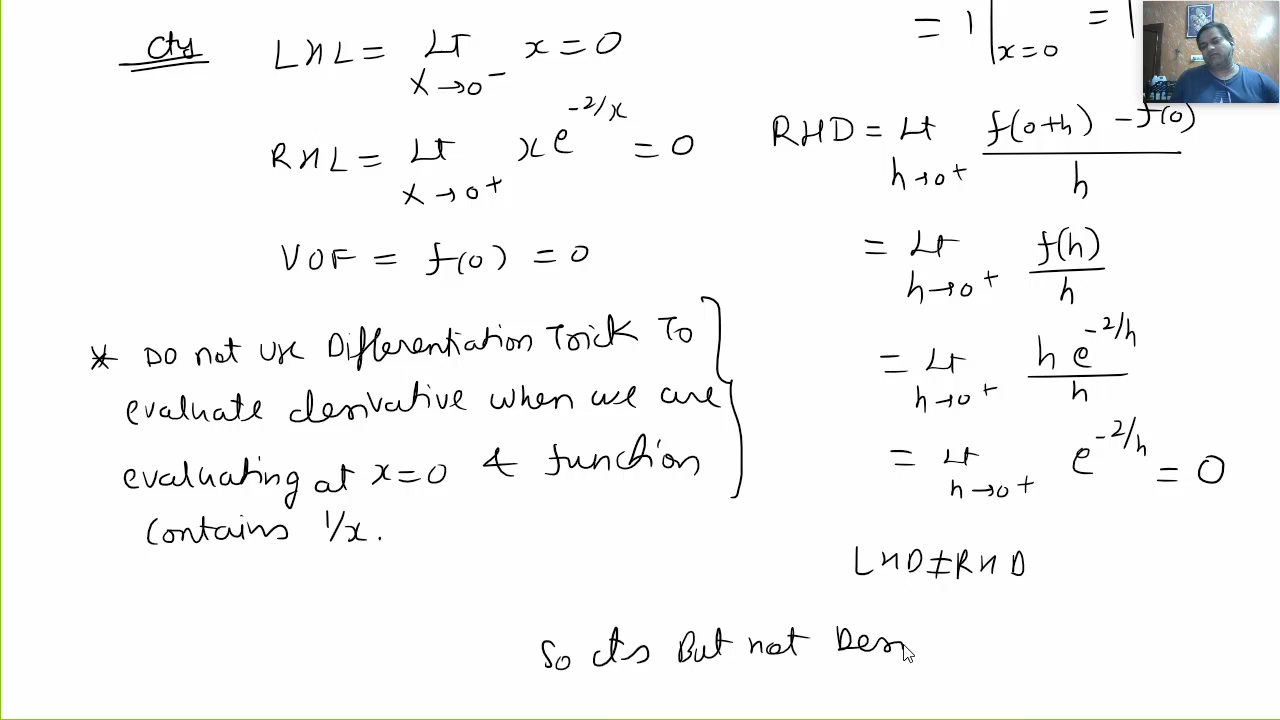 Cty
LHL = Lt x→0⁻ x = 0
RHL = Lt x→0⁺ x e^(-2/x) = 0
VOF = f(0) = 0
* Do not use Differentiation Trick To
evaluate derivative when we are
evaluating at x=0 & function
contains 1/x.
= 1|x=0 = 1
RHD = Lt h→0⁺ (f(0+h) - f(0))/h
= Lt h→0⁺ f(h)/h
= Lt h→0⁺ h e^(-2/h)/h
= Lt h→0⁺ e^(-2/h) = 0
LHD ≠ RHD
So cts But not Der